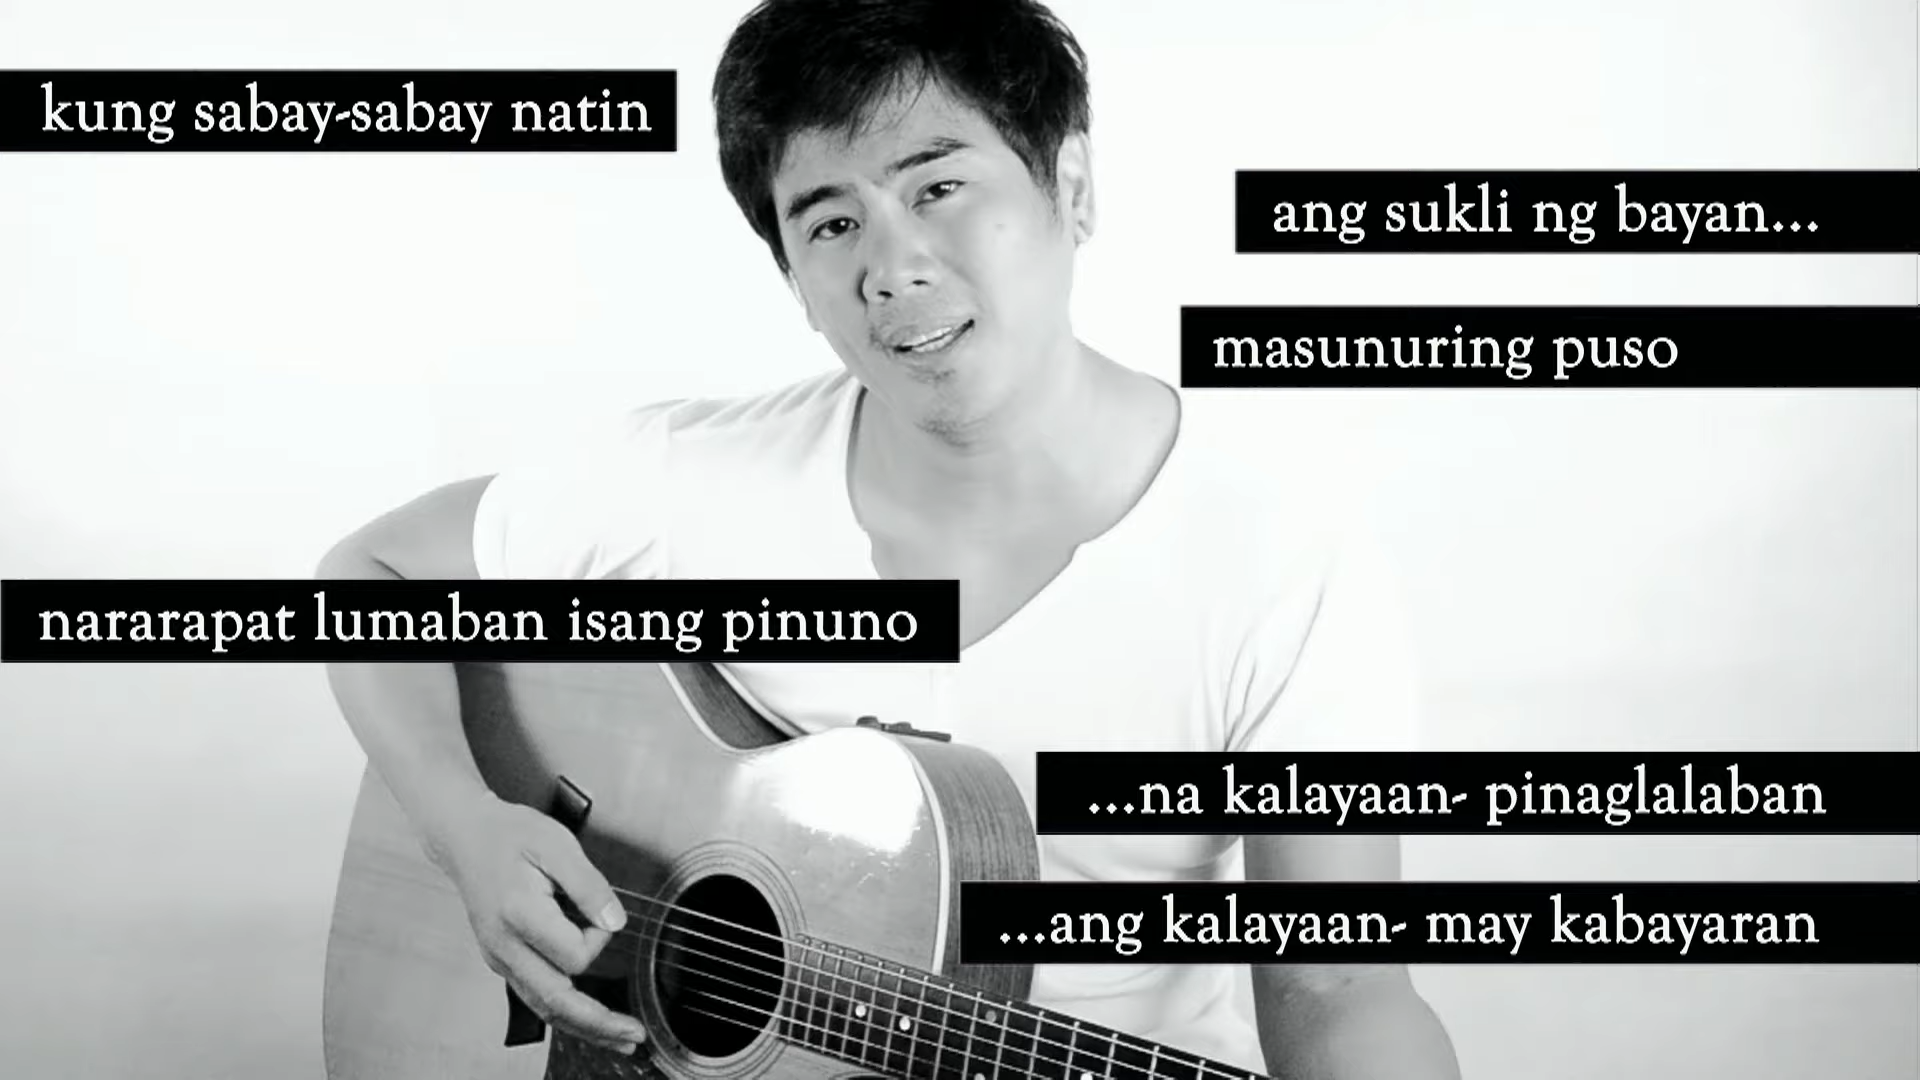 kung sabay-sabay natin
ang sukli ng bayan...
masunuring puso
nararapat lumaban isang pinuno
...na kalayaan- pinaglalaban
...ang kalayaan- may kabayaran